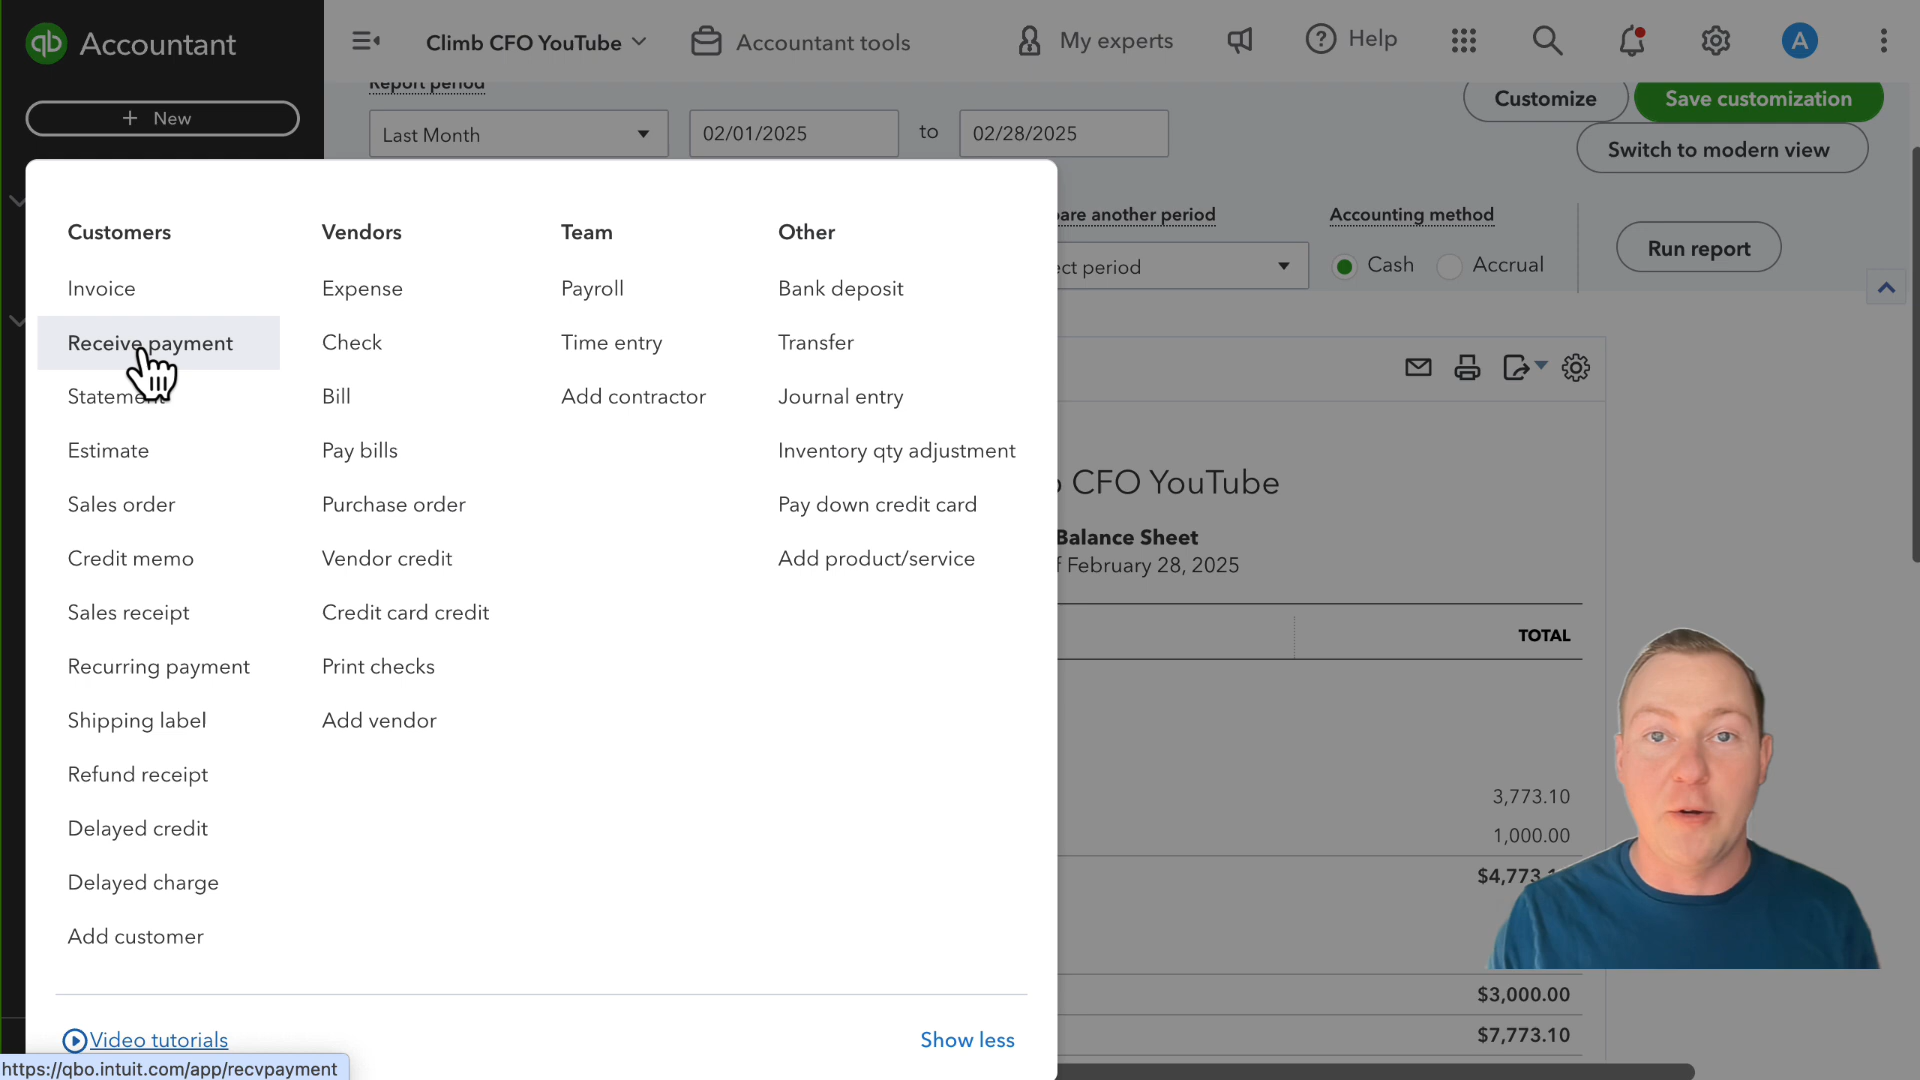 qb Accountant
Climb CFO YouTube
Accountant tools
My experts
Help
A
+ New
Report period
Last Month
02/01/2025
to
02/28/2025
Customize
Save customization
Switch to modern view
are another period
Accounting method
ct period
Cash
Accrual
Run report
Customers
Invoice
Receive payment
Statement
Estimate
Sales order
Credit memo
Sales receipt
Recurring payment
Shipping label
Refund receipt
Delayed credit
Delayed charge
Add customer
Vendors
Expense
Check
Bill
Pay bills
Purchase order
Vendor credit
Credit card credit
Print checks
Add vendor
Team
Payroll
Time entry
Add contractor
Other
Bank deposit
Transfer
Journal entry
Inventory qty adjustment
Pay down credit card
Add product/service
Video tutorials
Show less
CFO YouTube
Balance Sheet
February 28, 2025
TOTAL
3,773.10
1,000.00
$4,773.
$3,000.00
$7,773.10
https://qbo.intuit.com/app/recvpayment